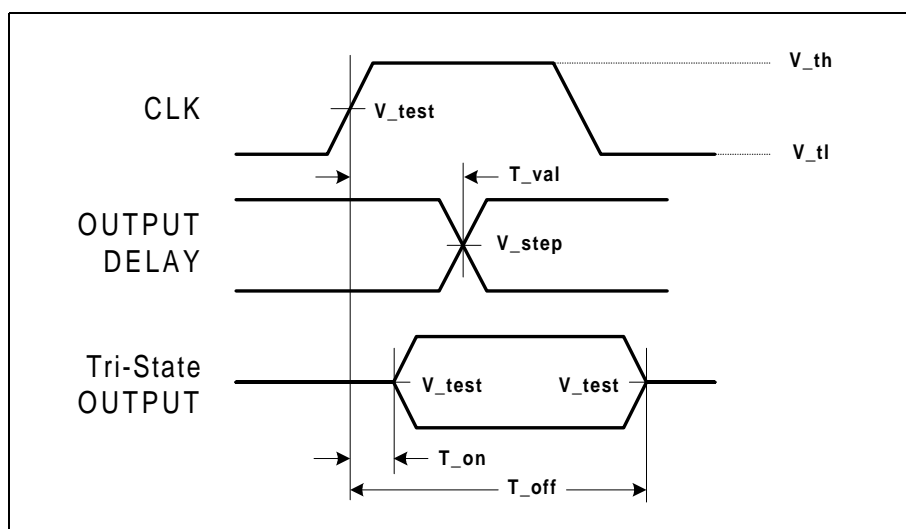 V_th
CLK
V_test
V_tl
T_val
OUTPUT
DELAY
V_step
Tri-State
OUTPUT
V_test
V_test
T_on
T_off